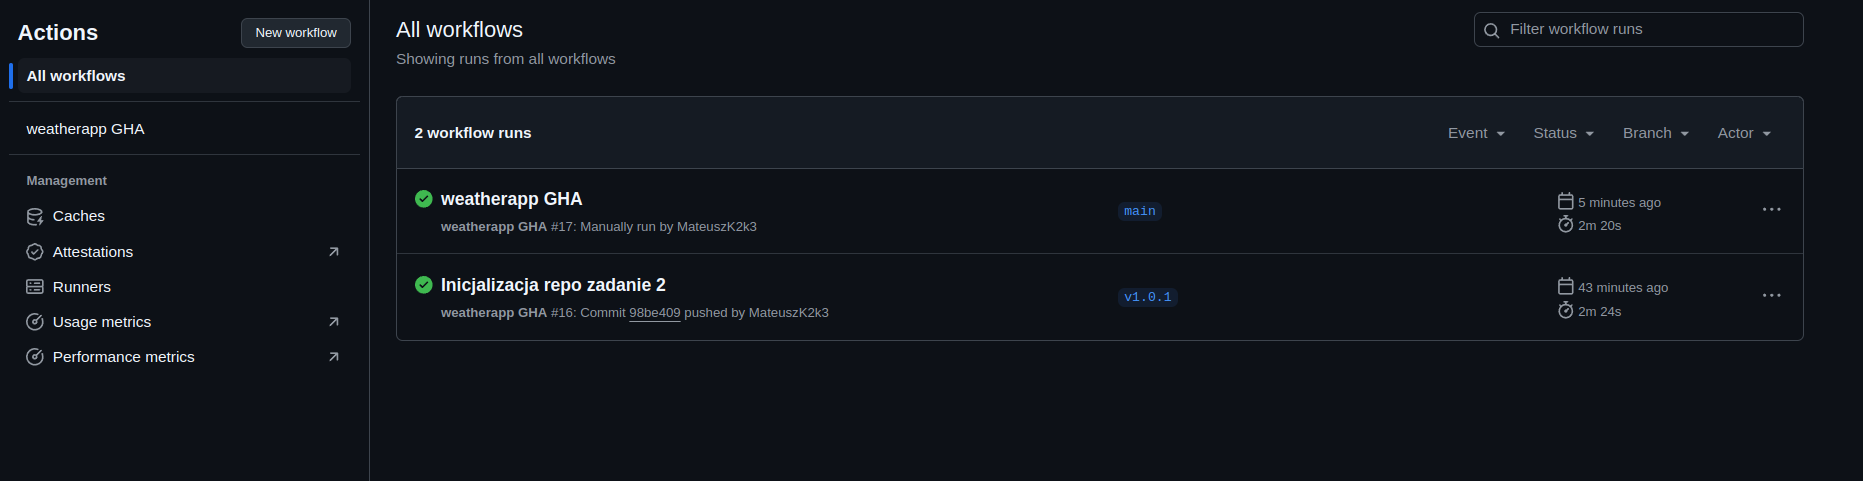 Actions
New workflow
All workflows
weatherapp GHA
Management
Caches
Attestations
Runners
Usage metrics
Performance metrics
All workflows
Showing runs from all workflows
Filter workflow runs
2 workflow runs
Event
Status
Branch
Actor
weatherapp GHA
weatherapp GHA #17: Manually run by MateuszK2k3
main
5 minutes ago
2m 20s
Inicjalizacja repo zadanie 2
weatherapp GHA #16: Commit 98be409 pushed by MateuszK2k3
v1.0.1
43 minutes ago
2m 24s